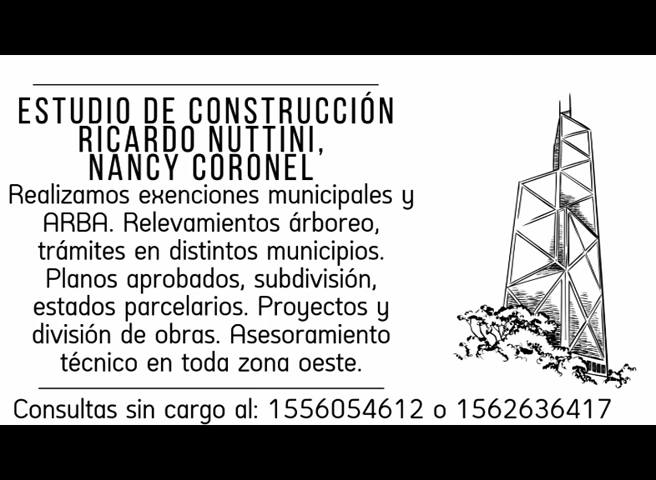 ESTUDIO DE CONSTRUCCIÓN
RICARDO NUTTINI,
NANCY CORONEL
Realizamos exenciones municipales y
ARBA. Relevamientos árboreo,
trámites en distintos municipios.
Planos aprobados, subdivisión,
estados parcelarios. Proyectos y
división de obras. Asesoramiento
técnico en toda zona oeste.
Consultas sin cargo al: 1556054612 o 1562636417